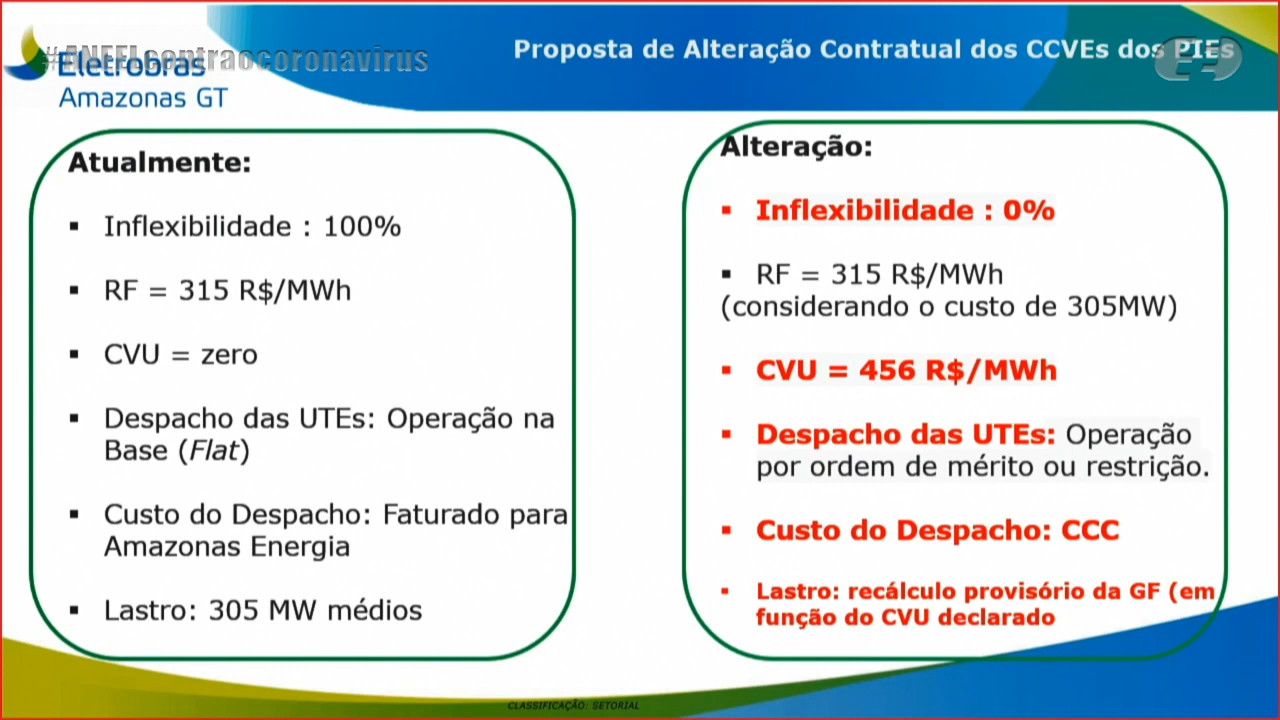 #ANEELcontraocoronavirus
Eletrobras
Amazonas GT
Proposta de Alteração Contratual dos CCVEs dos PIEs
Atualmente:
▪ Inflexibilidade : 100%
▪ RF = 315 R$/MWh
▪ CVU = zero
▪ Despacho das UTEs: Operação na
Base (Flat)
▪ Custo do Despacho: Faturado para
Amazonas Energia
▪ Lastro: 305 MW médios
Alteração:
▪ Inflexibilidade : 0%
▪ RF = 315 R$/MWh
(considerando o custo de 305MW)
▪ CVU = 456 R$/MWh
▪ Despacho das UTEs: Operação
por ordem de mérito ou restrição.
▪ Custo do Despacho: CCC
▪ Lastro: recálculo provisório da GF (em
função do CVU declarado
CLASSIFICAÇÃO: SETORIAL